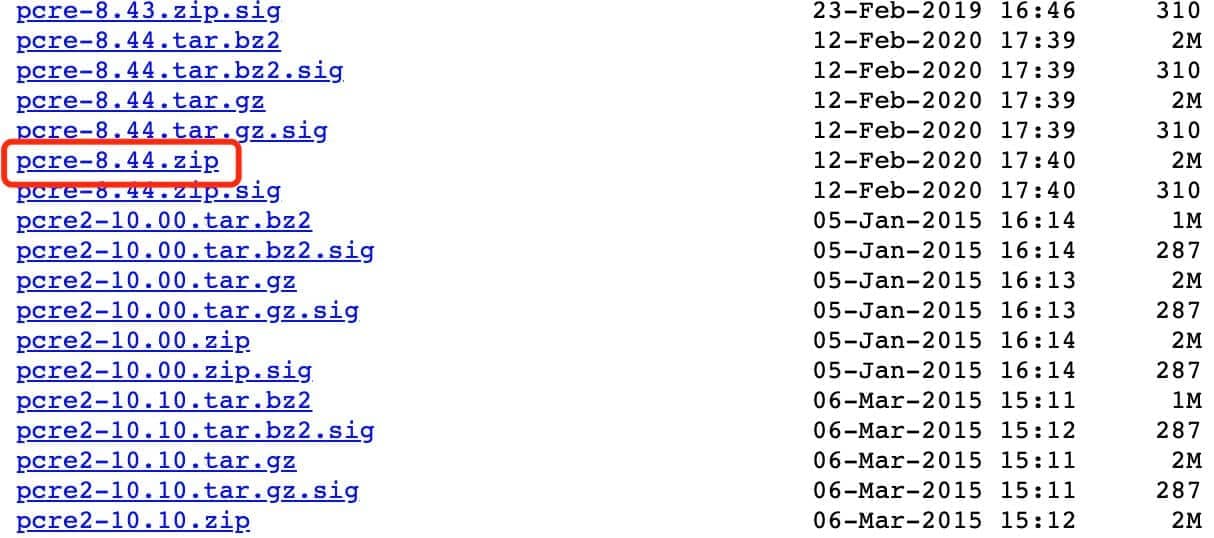 pcre-8.43.zip.sig 23-Feb-2019 16:46 310
pcre-8.44.tar.bz2 12-Feb-2020 17:39 2M
pcre-8.44.tar.bz2.sig 12-Feb-2020 17:39 310
pcre-8.44.tar.gz 12-Feb-2020 17:39 2M
pcre-8.44.tar.gz.sig 12-Feb-2020 17:39 310
pcre-8.44.zip 12-Feb-2020 17:40 2M
pcre-8.44.zip.sig 12-Feb-2020 17:40 310
pcre2-10.00.tar.bz2 05-Jan-2015 16:14 1M
pcre2-10.00.tar.bz2.sig 05-Jan-2015 16:14 287
pcre2-10.00.tar.gz 05-Jan-2015 16:13 2M
pcre2-10.00.tar.gz.sig 05-Jan-2015 16:13 287
pcre2-10.00.zip 05-Jan-2015 16:14 2M
pcre2-10.00.zip.sig 05-Jan-2015 16:14 287
pcre2-10.10.tar.bz2 06-Mar-2015 15:11 1M
pcre2-10.10.tar.bz2.sig 06-Mar-2015 15:12 287
pcre2-10.10.tar.gz 06-Mar-2015 15:11 2M
pcre2-10.10.tar.gz.sig 06-Mar-2015 15:11 287
pcre2-10.10.zip 06-Mar-2015 15:12 2M